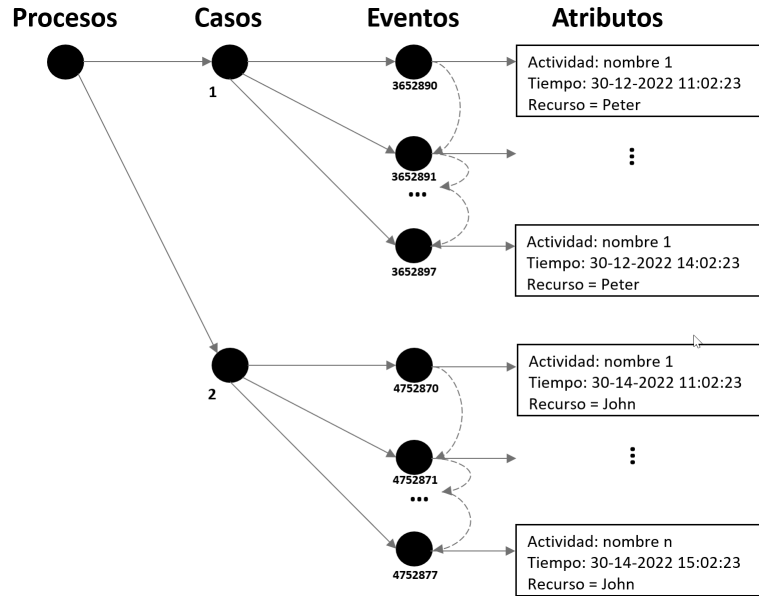 Procesos Casos Eventos Atributos
Actividad: nombre 1
Tiempo: 30-12-2022 11:02:23
Recurso = Peter
1
3652890
3652891
...
⋮
Actividad: nombre 1
Tiempo: 30-12-2022 14:02:23
Recurso = Peter
3652897
Actividad: nombre 1
Tiempo: 30-14-2022 11:02:23
Recurso = John
2
4752870
4752871
...
⋮
Actividad: nombre n
Tiempo: 30-14-2022 15:02:23
Recurso = John
4752877